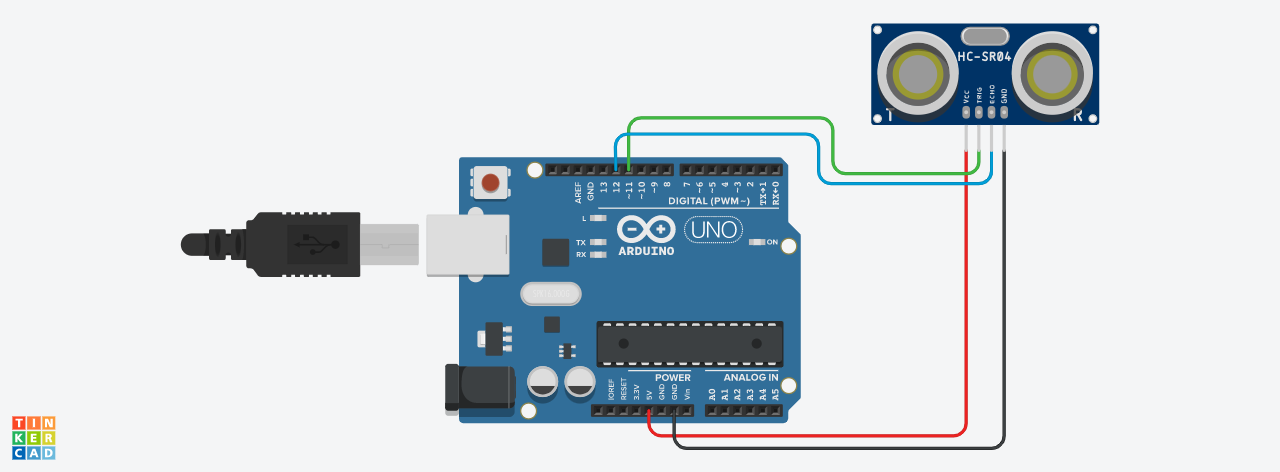 HC-SR04
VCC
TRIG
ECHO
GND
T
R
AREF
GND
13
12
~11
~10
~9
8
7
~6
~5
4
~3
2
TX→1
RX←0
DIGITAL (PWM~)
L
TX
RX
ARDUINO
UNO
ON
POWER
ANALOG IN
IOREF
RESET
3.3V
5V
GND
GND
Vin
A0
A1
A2
A3
A4
A5
TIN
KER
CAD